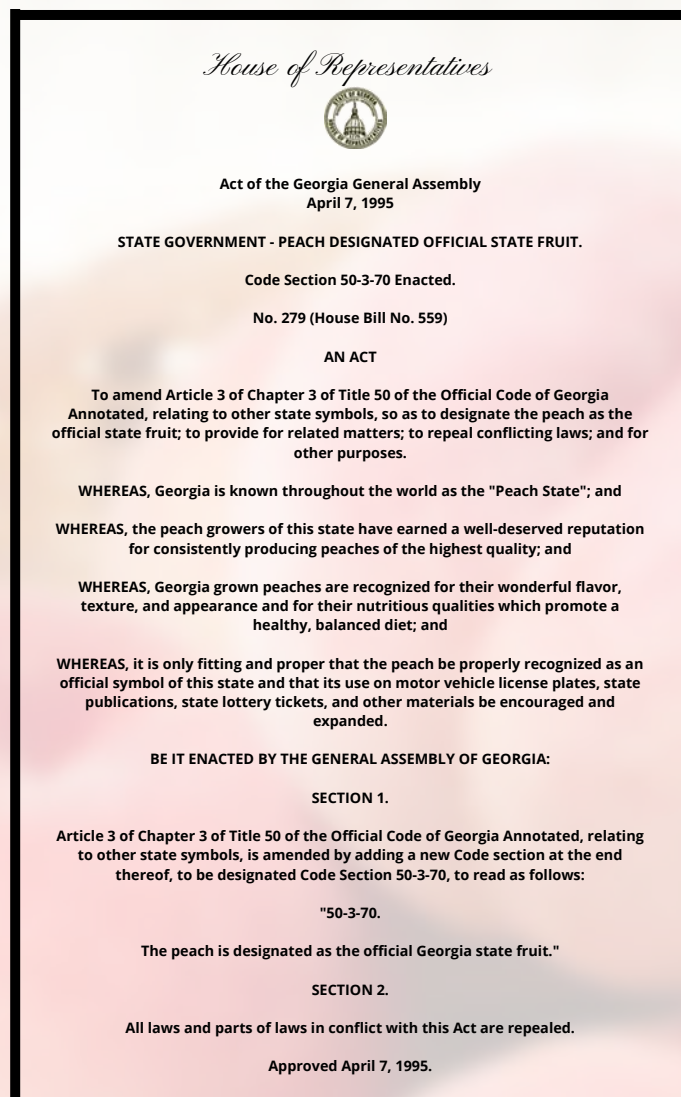 House of Representatives
STATE OF GEORGIA
HOUSE OF REPRESENTATIVES
Act of the Georgia General Assembly
April 7, 1995
STATE GOVERNMENT - PEACH DESIGNATED OFFICIAL STATE FRUIT.
Code Section 50-3-70 Enacted.
No. 279 (House Bill No. 559)
AN ACT
To amend Article 3 of Chapter 3 of Title 50 of the Official Code of Georgia
Annotated, relating to other state symbols, so as to designate the peach as the
official state fruit; to provide for related matters; to repeal conflicting laws; and for
other purposes.
WHEREAS, Georgia is known throughout the world as the "Peach State"; and
WHEREAS, the peach growers of this state have earned a well-deserved reputation
for consistently producing peaches of the highest quality; and
WHEREAS, Georgia grown peaches are recognized for their wonderful flavor,
texture, and appearance and for their nutritious qualities which promote a
healthy, balanced diet; and
WHEREAS, it is only fitting and proper that the peach be properly recognized as an
official symbol of this state and that its use on motor vehicle license plates, state
publications, state lottery tickets, and other materials be encouraged and
expanded.
BE IT ENACTED BY THE GENERAL ASSEMBLY OF GEORGIA:
SECTION 1.
Article 3 of Chapter 3 of Title 50 of the Official Code of Georgia Annotated, relating
to other state symbols, is amended by adding a new Code section at the end
thereof, to be designated Code Section 50-3-70, to read as follows:
"50-3-70.
The peach is designated as the official Georgia state fruit."
SECTION 2.
All laws and parts of laws in conflict with this Act are repealed.
Approved April 7, 1995.